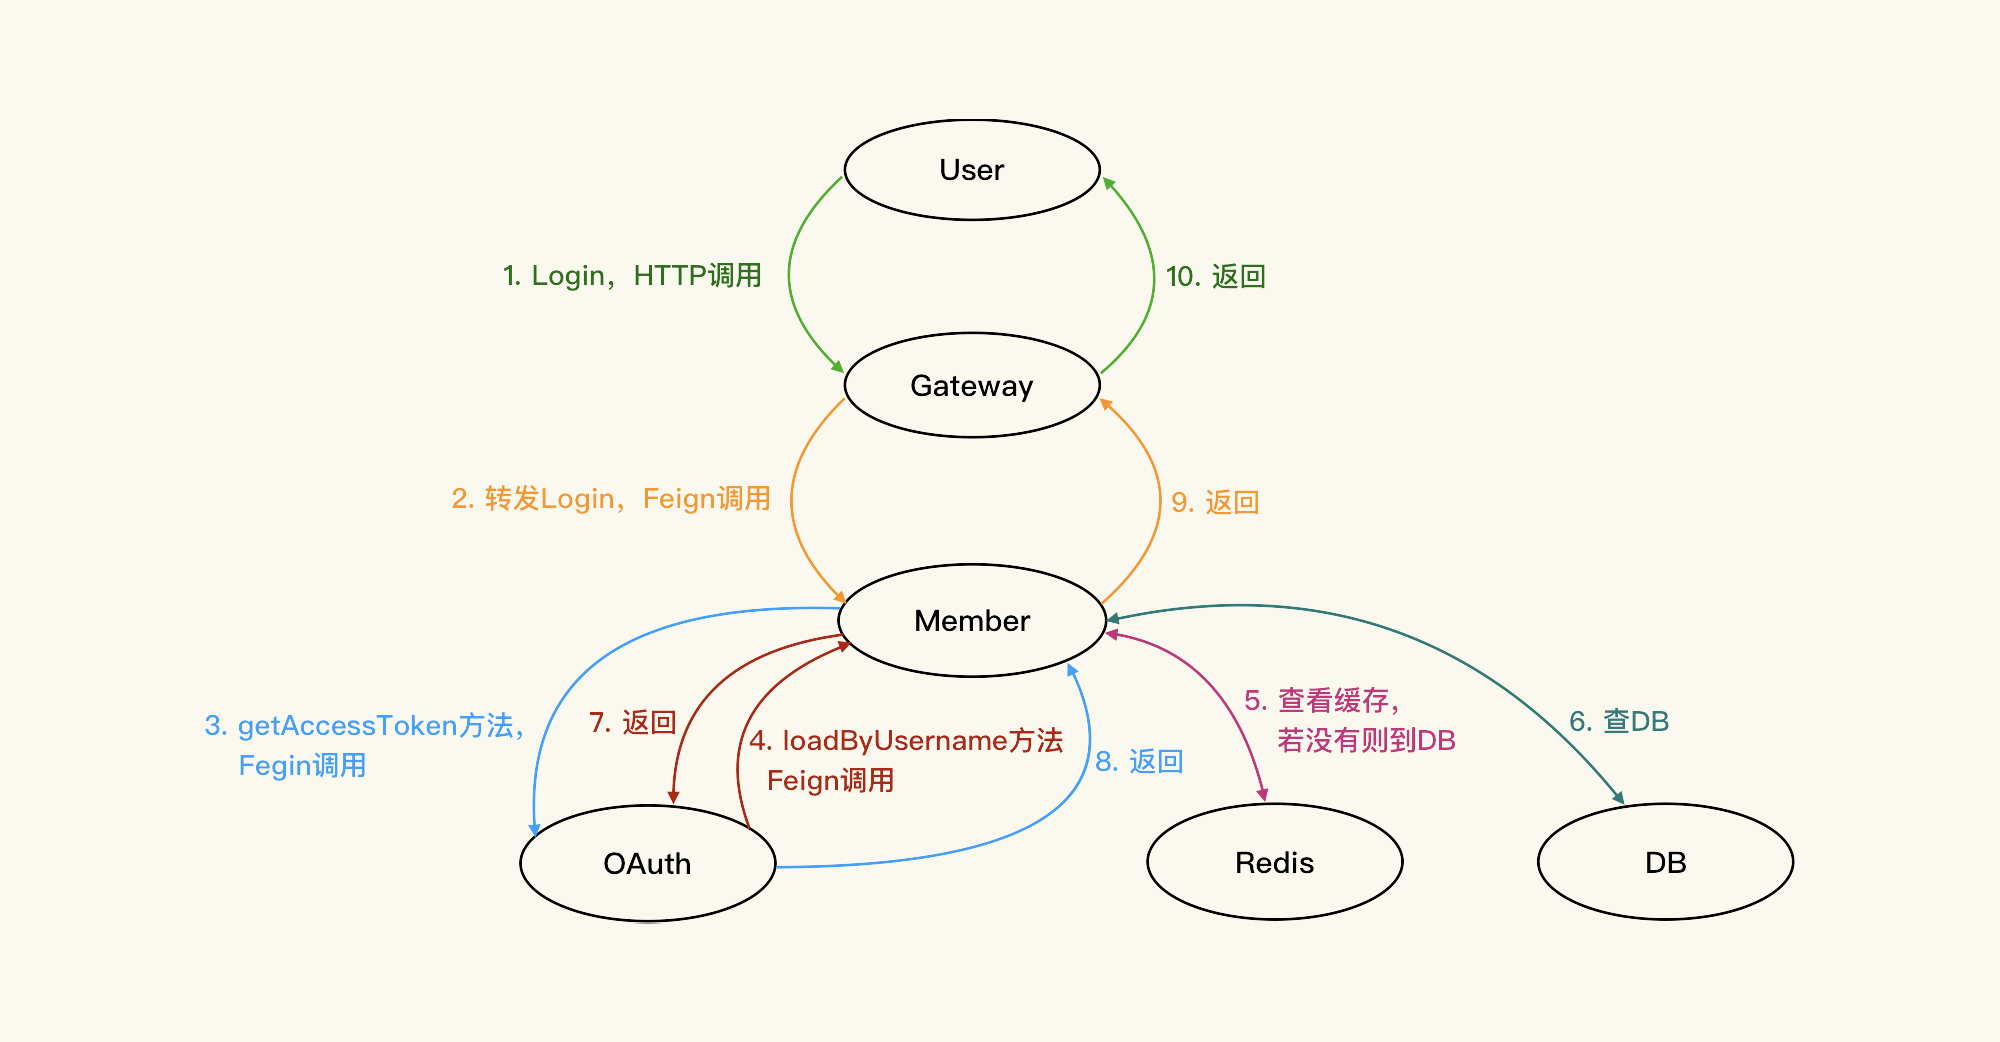 User
1. Login，HTTP调用
10. 返回
Gateway
2. 转发Login，Feign调用
9. 返回
Member
3. getAccessToken方法，
Fegin调用
7. 返回
4. loadByUsername方法
Feign调用
8. 返回
5. 查看缓存，
若没有则到DB
6. 查DB
OAuth
Redis
DB